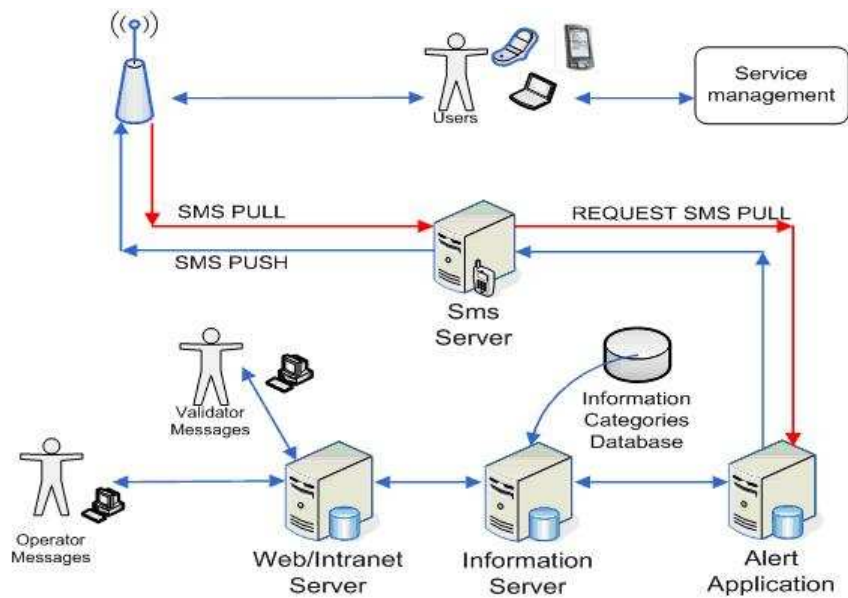 Users
Service
management
SMS PULL
REQUEST SMS PULL
SMS PUSH
Sms
Server
Validator
Messages
Information
Categories
Database
Operator
Messages
Web/Intranet
Server
Information
Server
Alert
Application